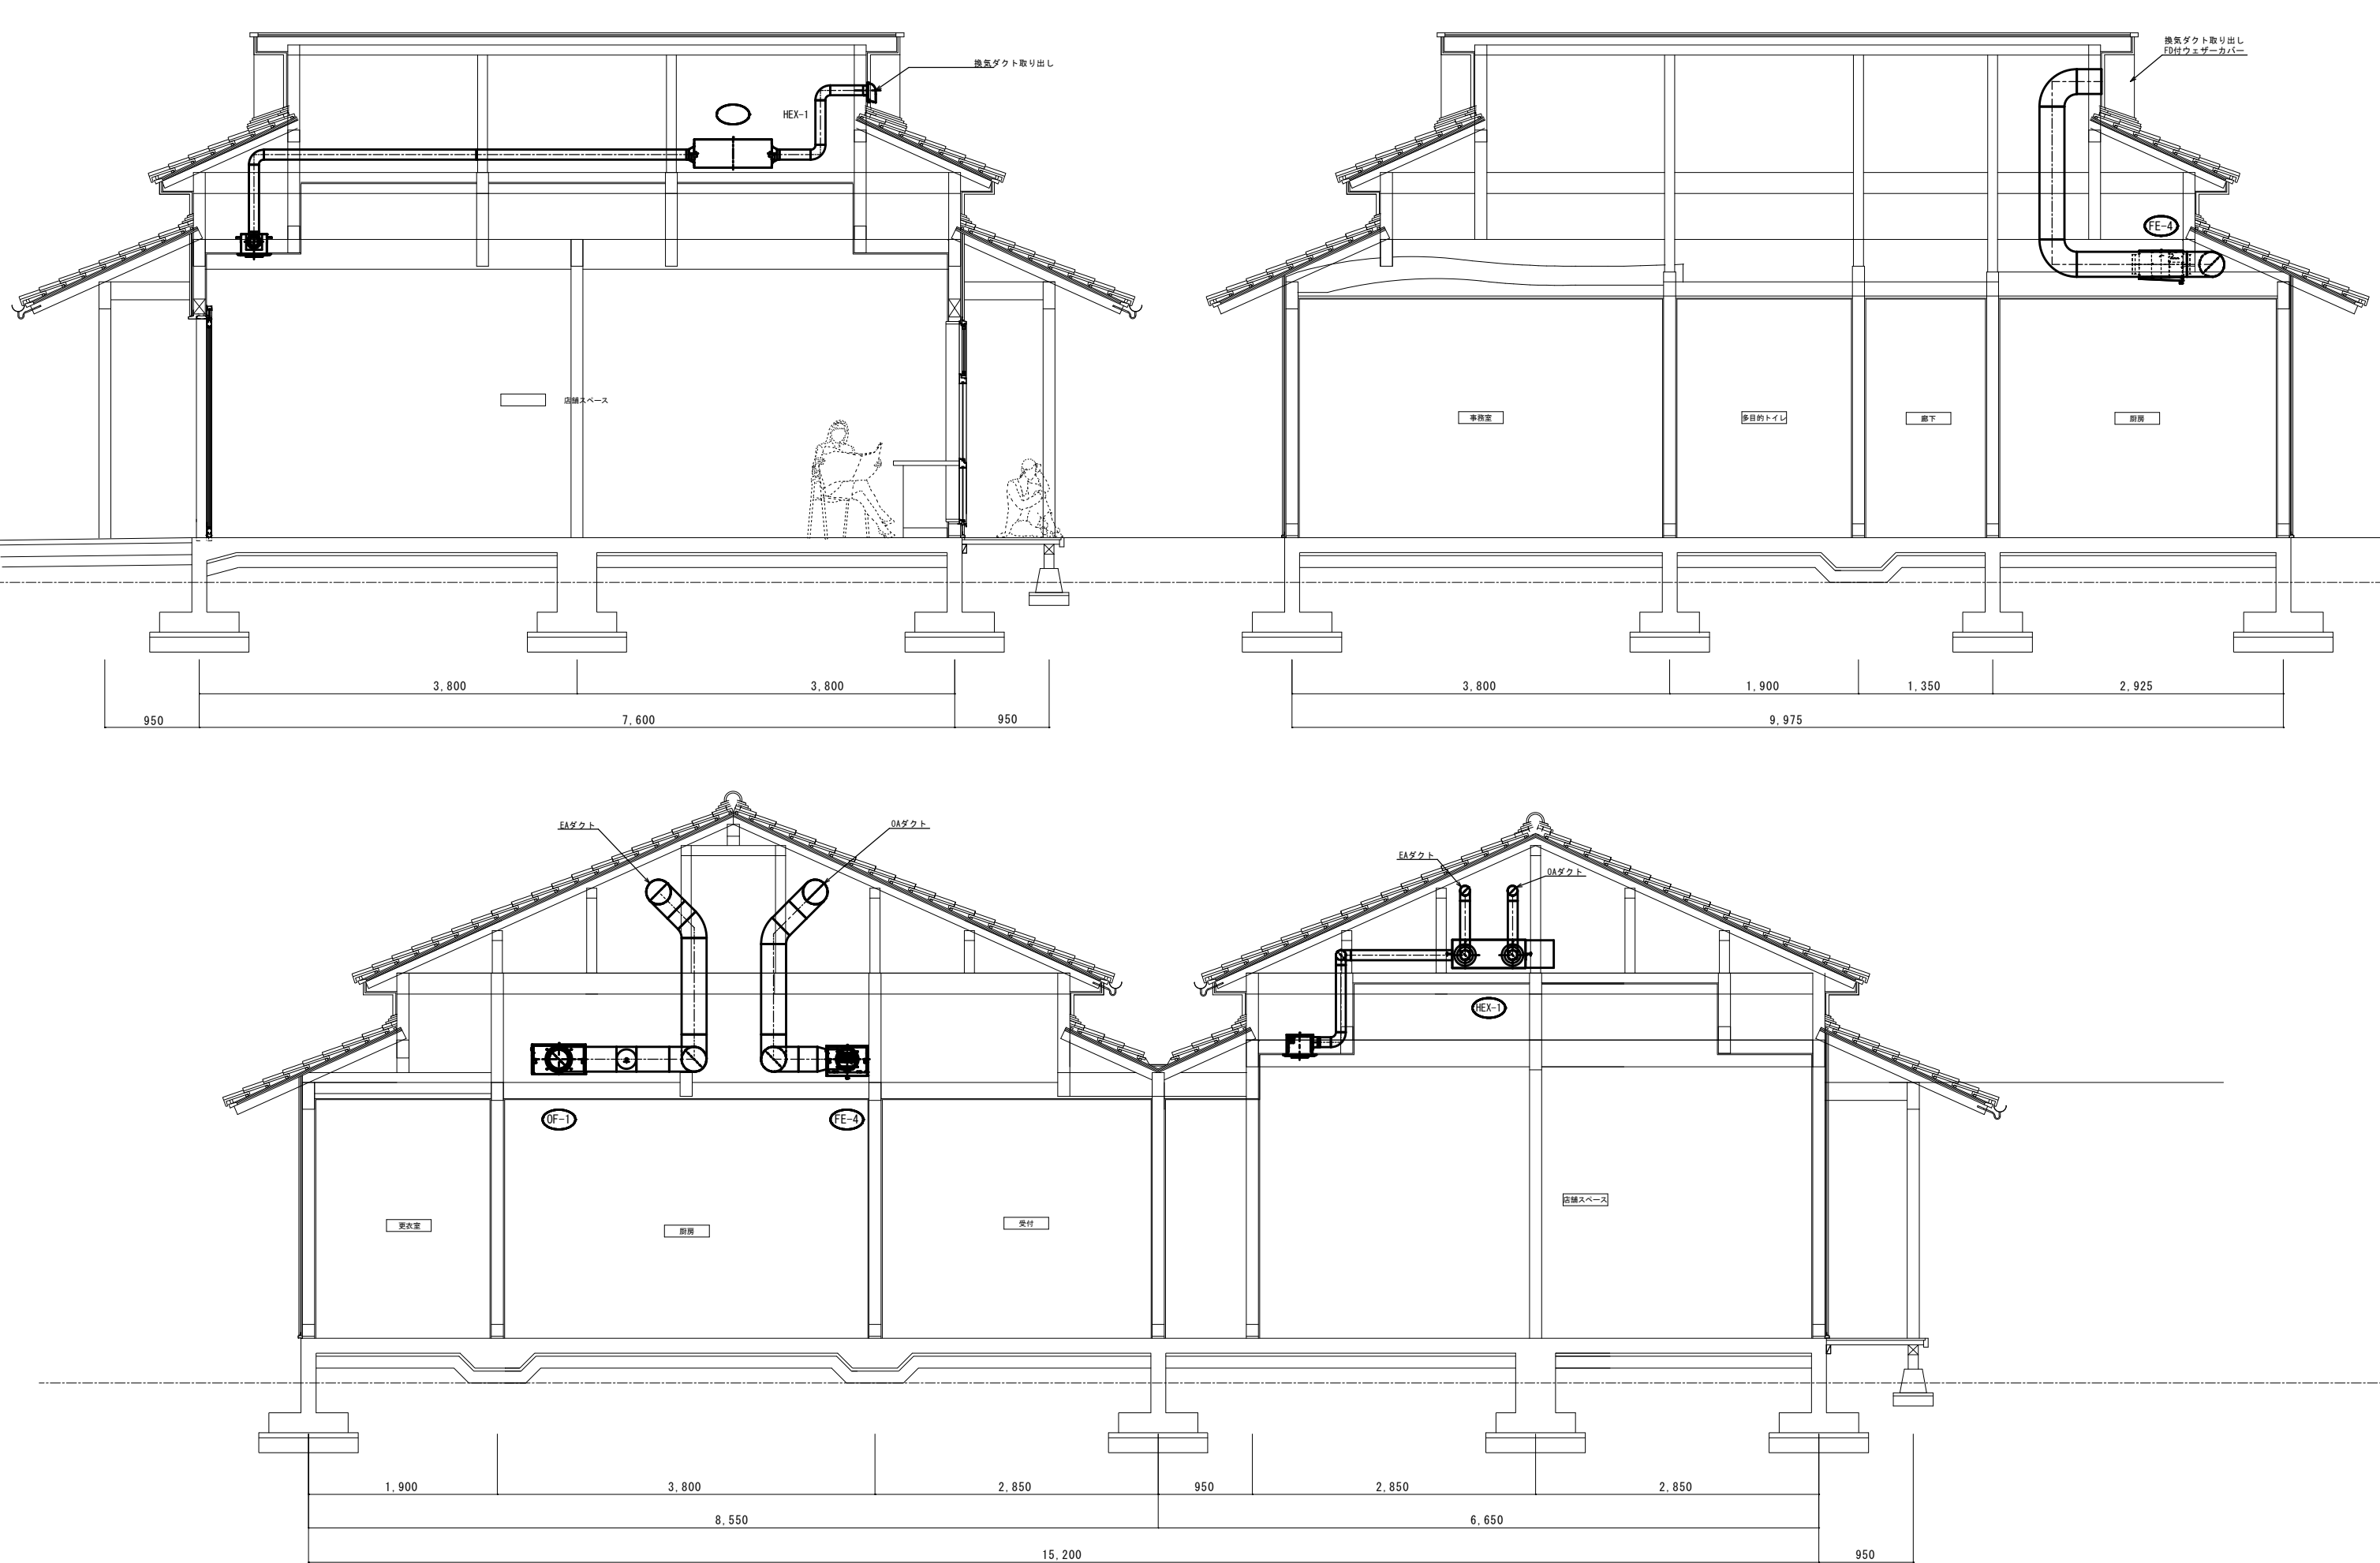 換気ダクト取り出し
HEX-1
店舗スペース
3,800
3,800
950
7,600
950
換気ダクト取り出し
FD付ウェザーカバー
FE-4
事務室
多目的トイレ
廊下
厨房
3,800
1,900
1,350
2,925
9,975
EAダクト
OAダクト
EAダクト
OAダクト
HEX-1
OF-1
FE-4
店舗スペース
更衣室
厨房
受付
1,900
3,800
2,850
950
2,850
2,850
8,550
6,650
15,200
950